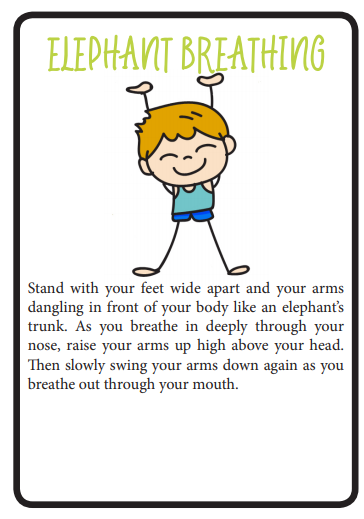 ELEPHANT BREATHING
Stand with your feet wide apart and your arms
dangling in front of your body like an elephant’s
trunk. As you breathe in deeply through your
nose, raise your arms up high above your head.
Then slowly swing your arms down again as you
breathe out through your mouth.